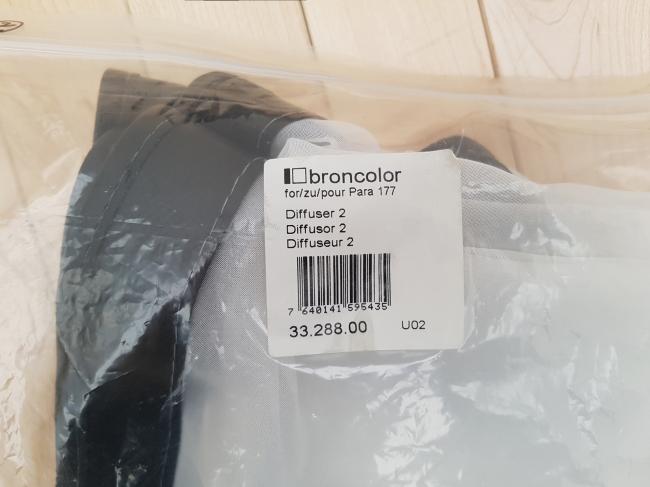 broncolor
for/zu/pour Para 177
Diffuser 2
Diffusor 2
Diffuseur 2
7 640141 595435
33.288.00 U02